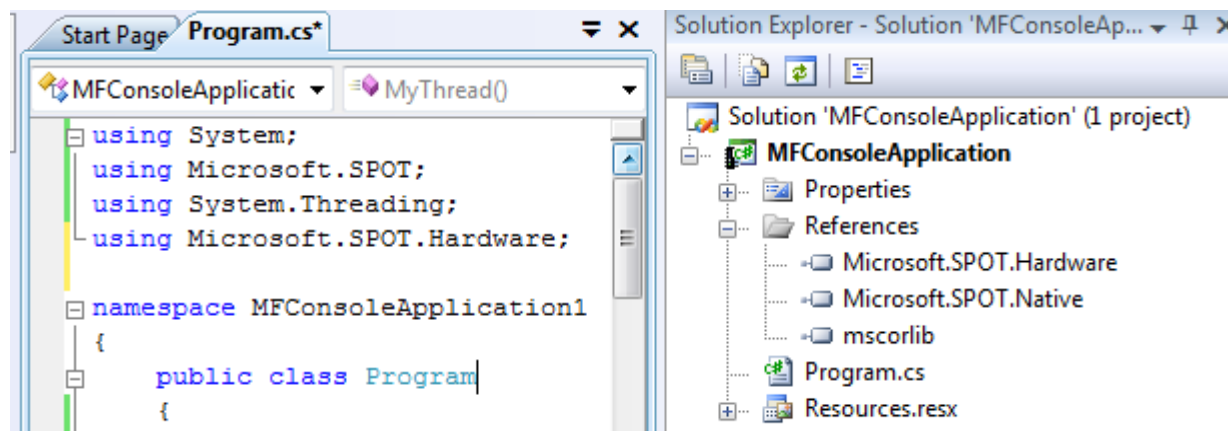 Start Page Program.cs*
MFConsoleApplicatic MyThread()
using System;
using Microsoft.SPOT;
using System.Threading;
using Microsoft.SPOT.Hardware;
namespace MFConsoleApplication1
{
public class Program
{
Solution Explorer - Solution 'MFConsoleAp...
Solution 'MFConsoleApplication' (1 project)
MFConsoleApplication
Properties
References
Microsoft.SPOT.Hardware
Microsoft.SPOT.Native
mscorlib
Program.cs
Resources.resx